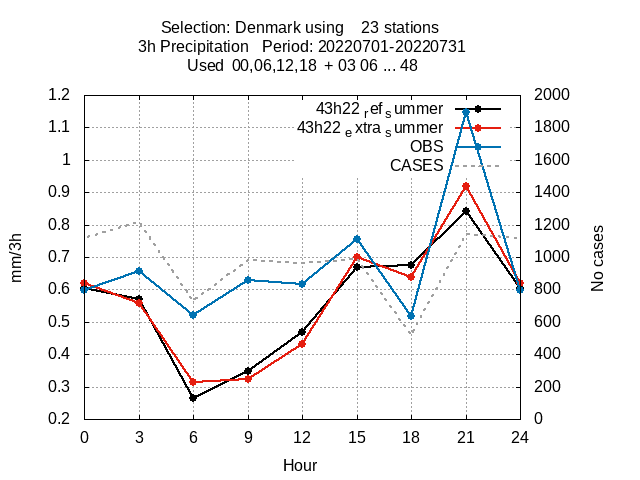 Selection: Denmark using 23 stations
3h Precipitation Period: 20220701-20220731
Used 00,06,12,18 + 03 06 ... 48
43h22 ref summer
43h22 extra summer
OBS
CASES
1.2
1.1
1
0.9
0.8
0.7
0.6
0.5
0.4
0.3
0.2
mm/3h
2000
1800
1600
1400
1200
1000
800
600
400
200
0
No cases
0 3 6 9 12 15 18 21 24
Hour